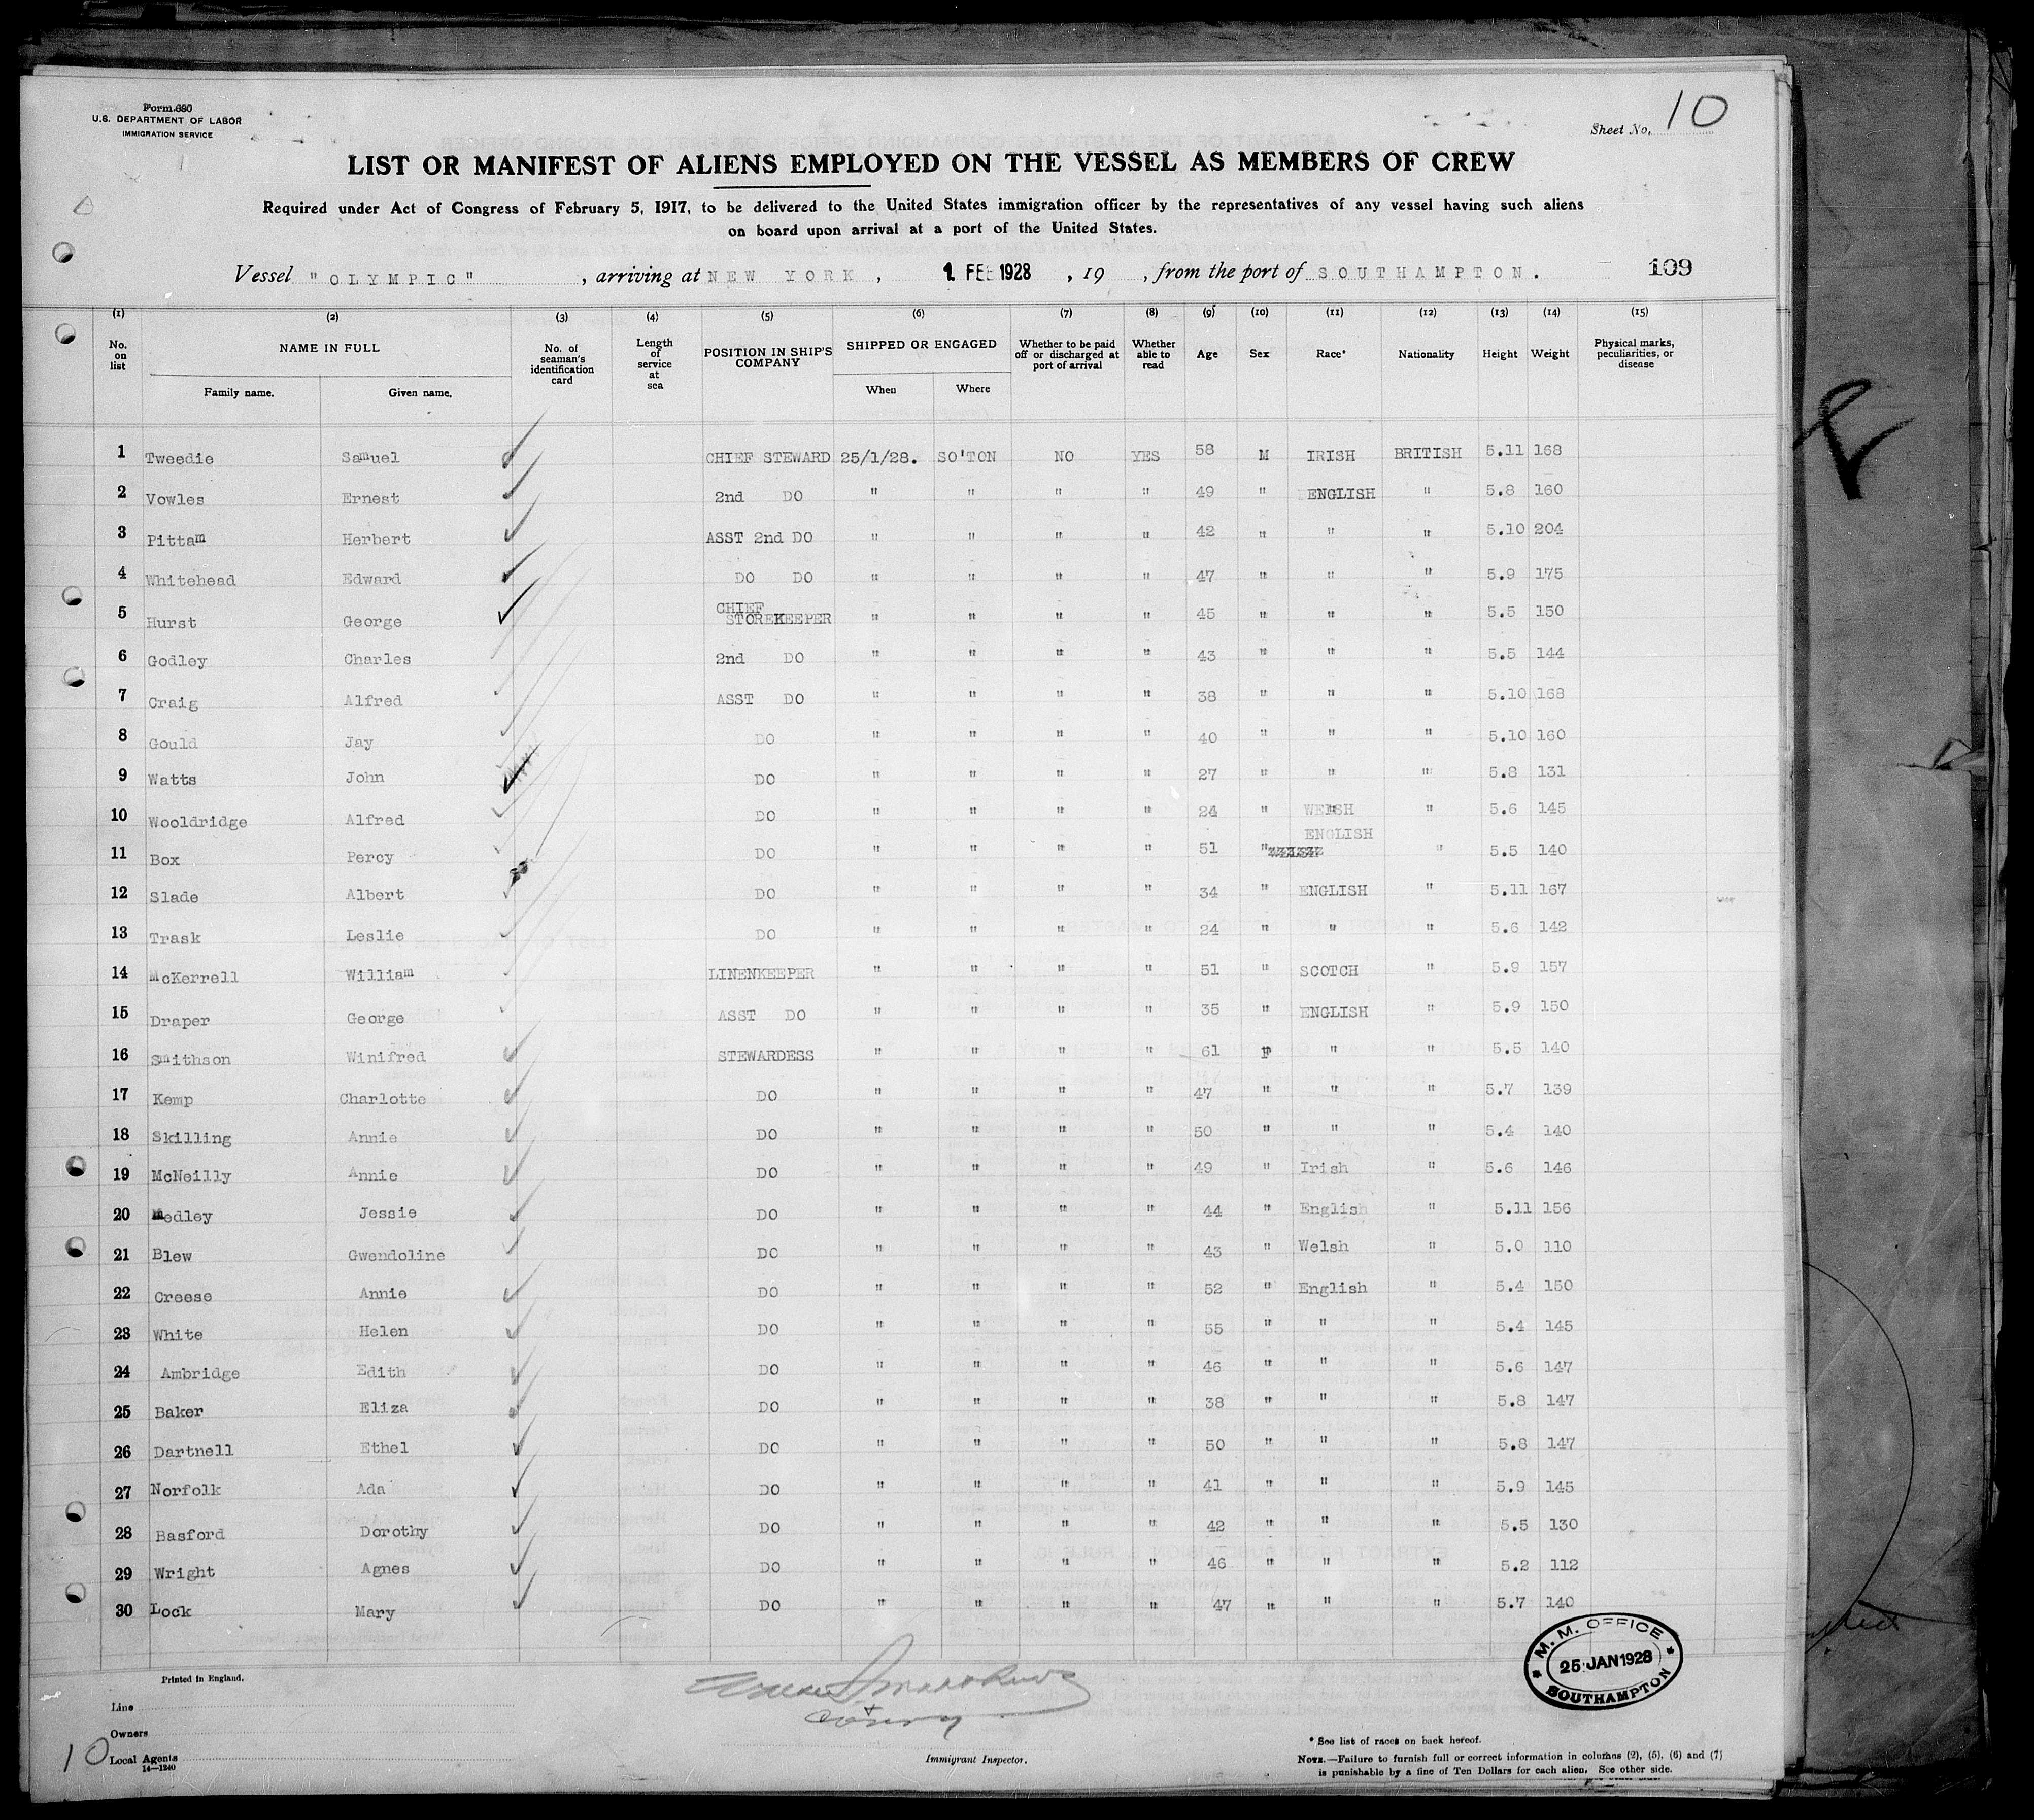 Form 680
U.S. DEPARTMENT OF LABOR
IMMIGRATION SERVICE
Sheet No. 10
LIST OR MANIFEST OF ALIENS EMPLOYED ON THE VESSEL AS MEMBERS OF CREW
Required under Act of Congress of February 5, 1917, to be delivered to the United States immigration officer by the representatives of any vessel having such aliens
on board upon arrival at a port of the United States.
Vessel "OLYMPIC" , arriving at NEW YORK , 1 FEB 1928 , 19 , from the port of SOUTHAMPTON. 109
(1) (2) (3) (4) (5) (6) (7) (8) (9) (10) (11) (12) (13) (14) (15)
No. on list NAME IN FULL Family name. Given name. No. of seaman's identification card Length of service at sea POSITION IN SHIP'S COMPANY SHIPPED OR ENGAGED When Where Whether to be paid off or discharged at port of arrival Whether able to read Age Sex Race* Nationality Height Weight Physical marks, peculiarities, or disease
1 Tweedie Samuel CHIEF STEWARD 25/1/28. SO'TON NO YES 58 M IRISH BRITISH 5.11 168
2 Vowles Ernest 2nd DO " " " " 49 " ENGLISH " 5.8 160
3 Pittam Herbert ASST 2nd DO " " " " 42 " " " 5.10 204
4 Whitehead Edward DO DO " " " " 47 " " " 5.9 175
5 Hurst George CHIEF STOREKEEPER " " " " 45 " " " 5.5 150
6 Godley Charles 2nd DO " " " " 43 " " " 5.5 144
7 Craig Alfred ASST DO " " " " 38 " " " 5.10 168
8 Gould Jay DO " " " " 40 " " " 5.10 160
9 Watts John DO " " " " 27 " " " 5.8 131
10 Wooldridge Alfred DO " " " " 24 " WELSH " 5.6 145
11 Box Percy DO " " " " 51 " ENGLISH " 5.5 140
12 Slade Albert DO " " " " 34 " ENGLISH " 5.11 167
13 Trask Leslie DO " " " " 24 " " " 5.6 142
14 McKerrell William LINENKEEPER " " " " 51 " SCOTCH " 5.9 157
15 Draper George ASST DO " " " " 35 " ENGLISH " 5.9 150
16 Smithson Winifred STEWARDESS " " " " 61 F " " 5.5 140
17 Kemp Charlotte DO " " " " 47 " " " 5.7 139
18 Skilling Annie DO " " " " 50 " " " 5.4 140
19 McNeilly Annie DO " " " " 49 " Irish " 5.6 146
20 Medley Jessie DO " " " " 44 " English " 5.11 156
21 Blew Gwendoline DO " " " " 43 " Welsh " 5.0 110
22 Creese Annie DO " " " " 52 " English " 5.4 150
23 White Helen DO " " " " 55 " " " 5.4 145
24 Ambridge Edith DO " " " " 46 " " " 5.6 147
25 Baker Eliza DO " " " " 38 " " " 5.8 147
26 Dartnell Ethel DO " " " " 50 " " " 5.8 147
27 Norfolk Ada DO " " " " 41 " " " 5.9 145
28 Basford Dorothy DO " " " " 42 " " " 5.5 130
29 Wright Agnes DO " " " " 46 " " " 5.2 112
30 Lock Mary DO " " " " 47 " " " 5.7 140
M. M. OFFICE
25 JAN 1928
SOUTHAMPTON
Printed in England.
Line
Owners
10 Local Agents
14—1240
Immigrant Inspector.
* See list of races on back hereof.
NOTE.—Failure to furnish full or correct information in columns (2), (5), (6) and (7)
is punishable by a fine of Ten Dollars for each alien. See other side.